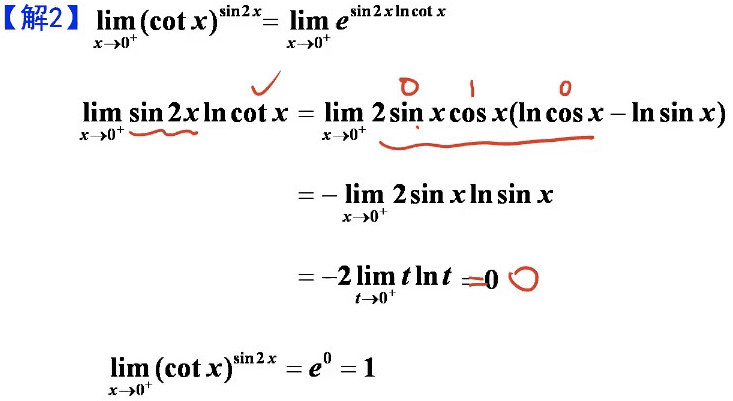 【解2】 lim_{x→0⁺} (cot x)^{sin 2x} = lim_{x→0⁺} e^{sin 2x ln cot x}
0 1 0
lim_{x→0⁺} sin 2x ln cot x = lim_{x→0⁺} 2 sin x cos x (ln cos x − ln sin x)
= − lim_{x→0⁺} 2 sin x ln sin x
= −2 lim_{t→0⁺} t ln t = 0 0
lim_{x→0⁺} (cot x)^{sin 2x} = e⁰ = 1